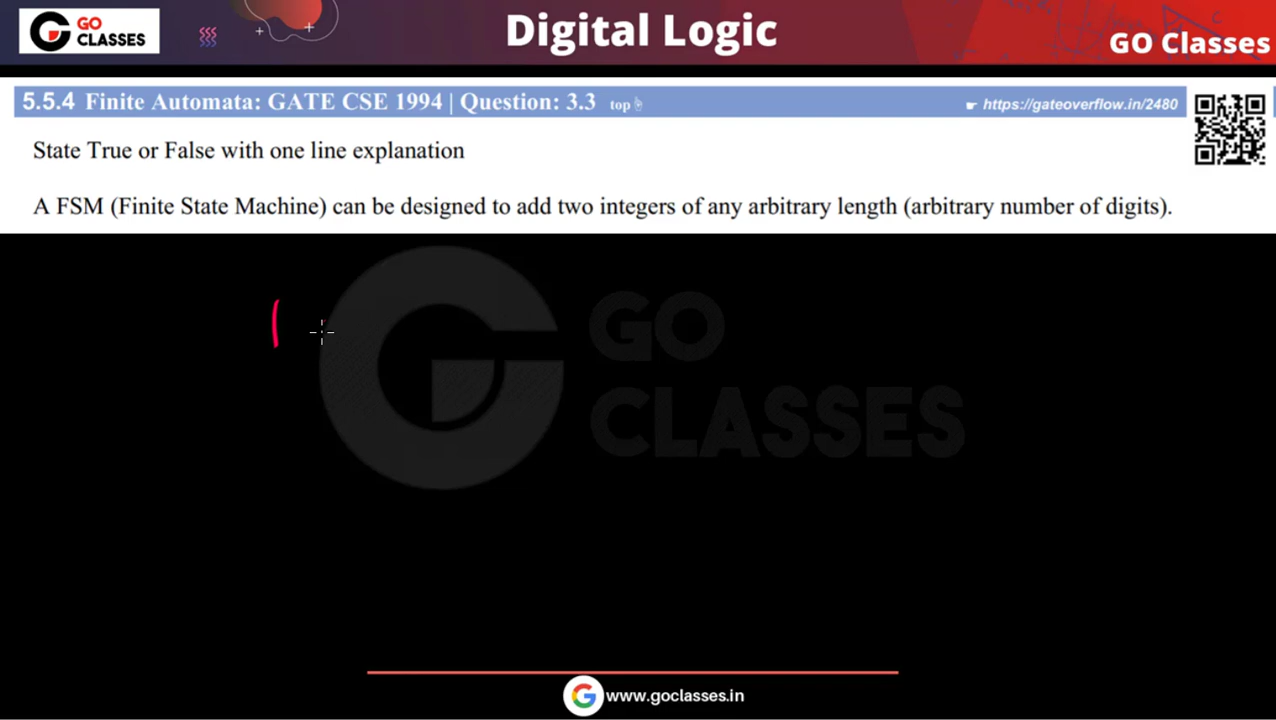 GO
CLASSES
Digital Logic
GO Classes
5.5.4 Finite Automata: GATE CSE 1994 | Question: 3.3 top☝
☛ https://gateoverflow.in/2480
State True or False with one line explanation
A FSM (Finite State Machine) can be designed to add two integers of any arbitrary length (arbitrary number of digits).
GO
CLASSES
www.goclasses.in